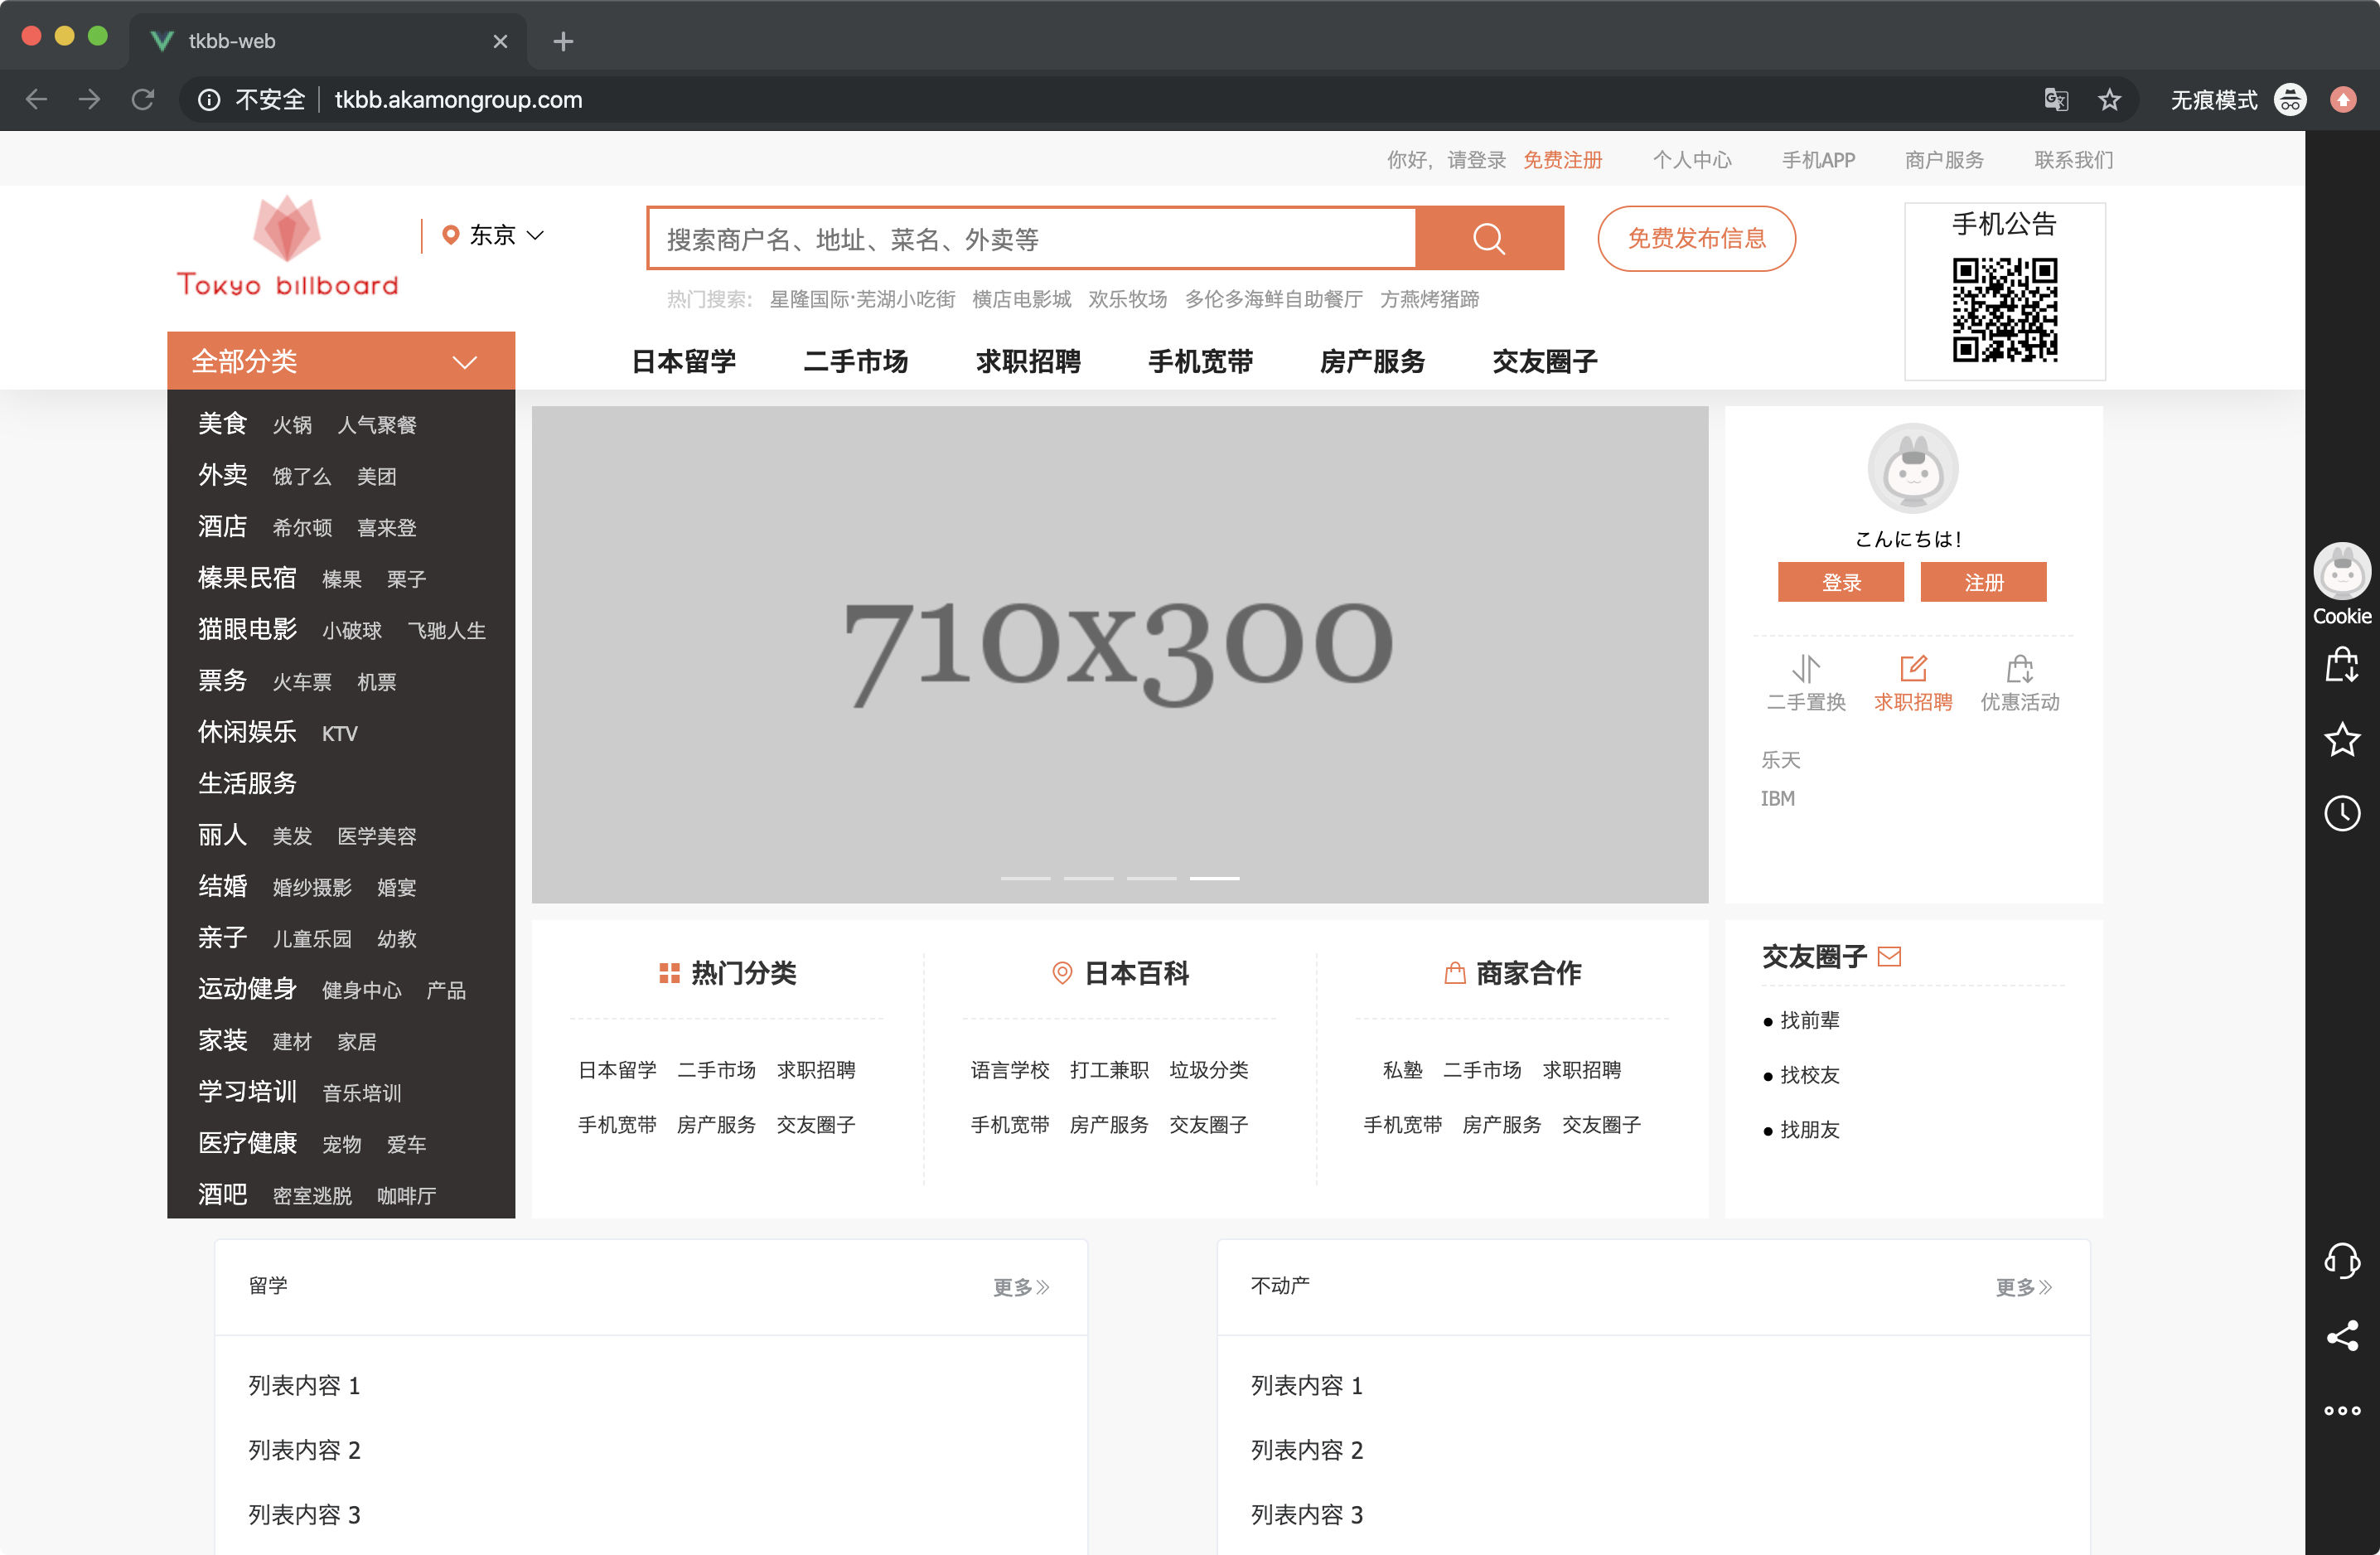 tkbb-web
不安全 tkbb.akamongroup.com 无痕模式
你好，请登录 免费注册 个人中心 手机APP 商户服务 联系我们
Tokyo billboard
东京
搜索商户名、地址、菜名、外卖等
免费发布信息
手机公告
热门搜索: 星隆国际·芜湖小吃街 横店电影城 欢乐牧场 多伦多海鲜自助餐厅 方燕烤猪蹄
全部分类
日本留学 二手市场 求职招聘 手机宽带 房产服务 交友圈子
美食 火锅 人气聚餐
外卖 饿了么 美团
酒店 希尔顿 喜来登
榛果民宿 榛果 栗子
猫眼电影 小破球 飞驰人生
票务 火车票 机票
休闲娱乐 KTV
生活服务
丽人 美发 医学美容
结婚 婚纱摄影 婚宴
亲子 儿童乐园 幼教
运动健身 健身中心 产品
家装 建材 家居
学习培训 音乐培训
医疗健康 宠物 爱车
酒吧 密室逃脱 咖啡厅
710x300
こんにちは！
登录 注册
二手置换 求职招聘 优惠活动
乐天
IBM
Cookie
热门分类
日本留学 二手市场 求职招聘
手机宽带 房产服务 交友圈子
日本百科
语言学校 打工兼职 垃圾分类
手机宽带 房产服务 交友圈子
商家合作
私塾 二手市场 求职招聘
手机宽带 房产服务 交友圈子
交友圈子
● 找前辈
● 找校友
● 找朋友
留学 更多
列表内容 1
列表内容 2
列表内容 3
不动产 更多
列表内容 1
列表内容 2
列表内容 3